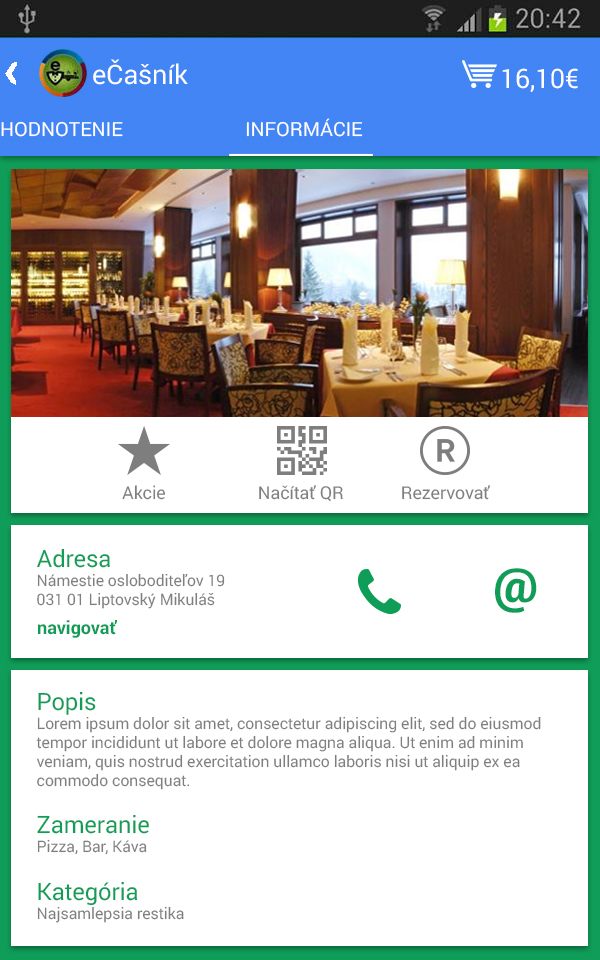 20:42
eČašník
16,10€
HODNOTENIE
INFORMÁCIE
Akcie
Načítať QR
R
Rezervovať
Adresa
Námestie osloboditeľov 19
031 01 Liptovský Mikuláš
navigovať
@
Popis
Lorem ipsum dolor sit amet, consectetur adipiscing elit, sed do eiusmod
tempor incididunt ut labore et dolore magna aliqua. Ut enim ad minim
veniam, quis nostrud exercitation ullamco laboris nisi ut aliquip ex ea
commodo consequat.
Zameranie
Pizza, Bar, Káva
Kategória
Najsamlepsia restika